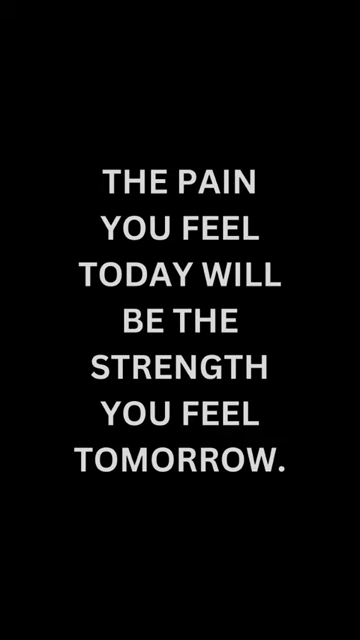 THE PAIN
YOU FEEL
TODAY WILL
BE THE
STRENGTH
YOU FEEL
TOMORROW.